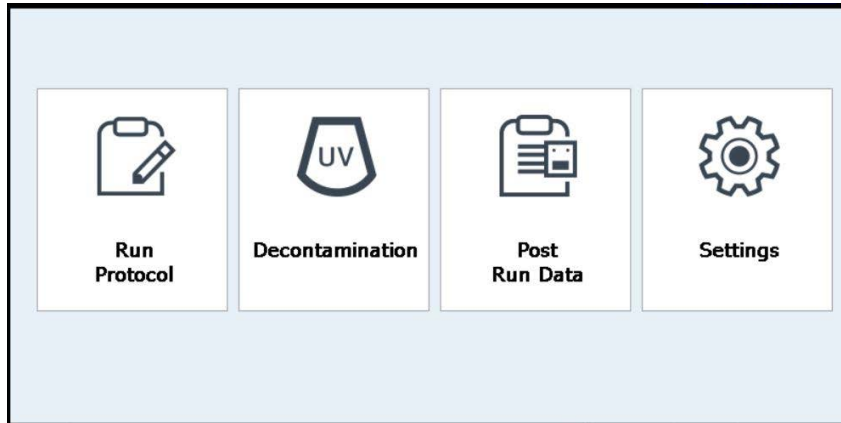 UV
Run
Protocol
Decontamination
Post
Run Data
Settings